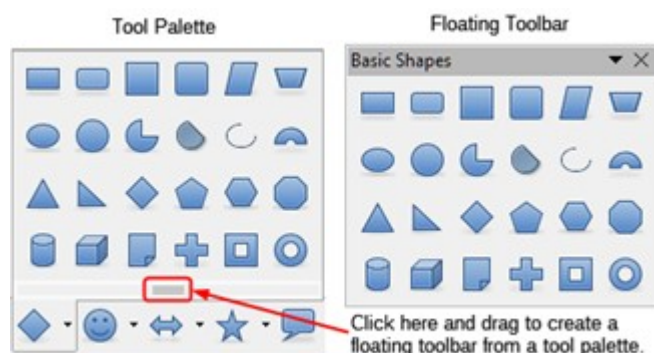 Tool Palette
Floating Toolbar
Basic Shapes
Click here and drag to create a
floating toolbar from a tool palette.